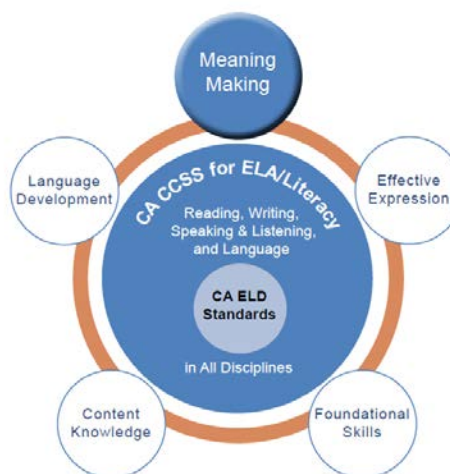 Meaning
Making
Language
Development
Effective
Expression
CA CCSS for ELA/Literacy
Reading, Writing,
Speaking & Listening,
and Language
CA ELD
Standards
in All Disciplines
Content
Knowledge
Foundational
Skills